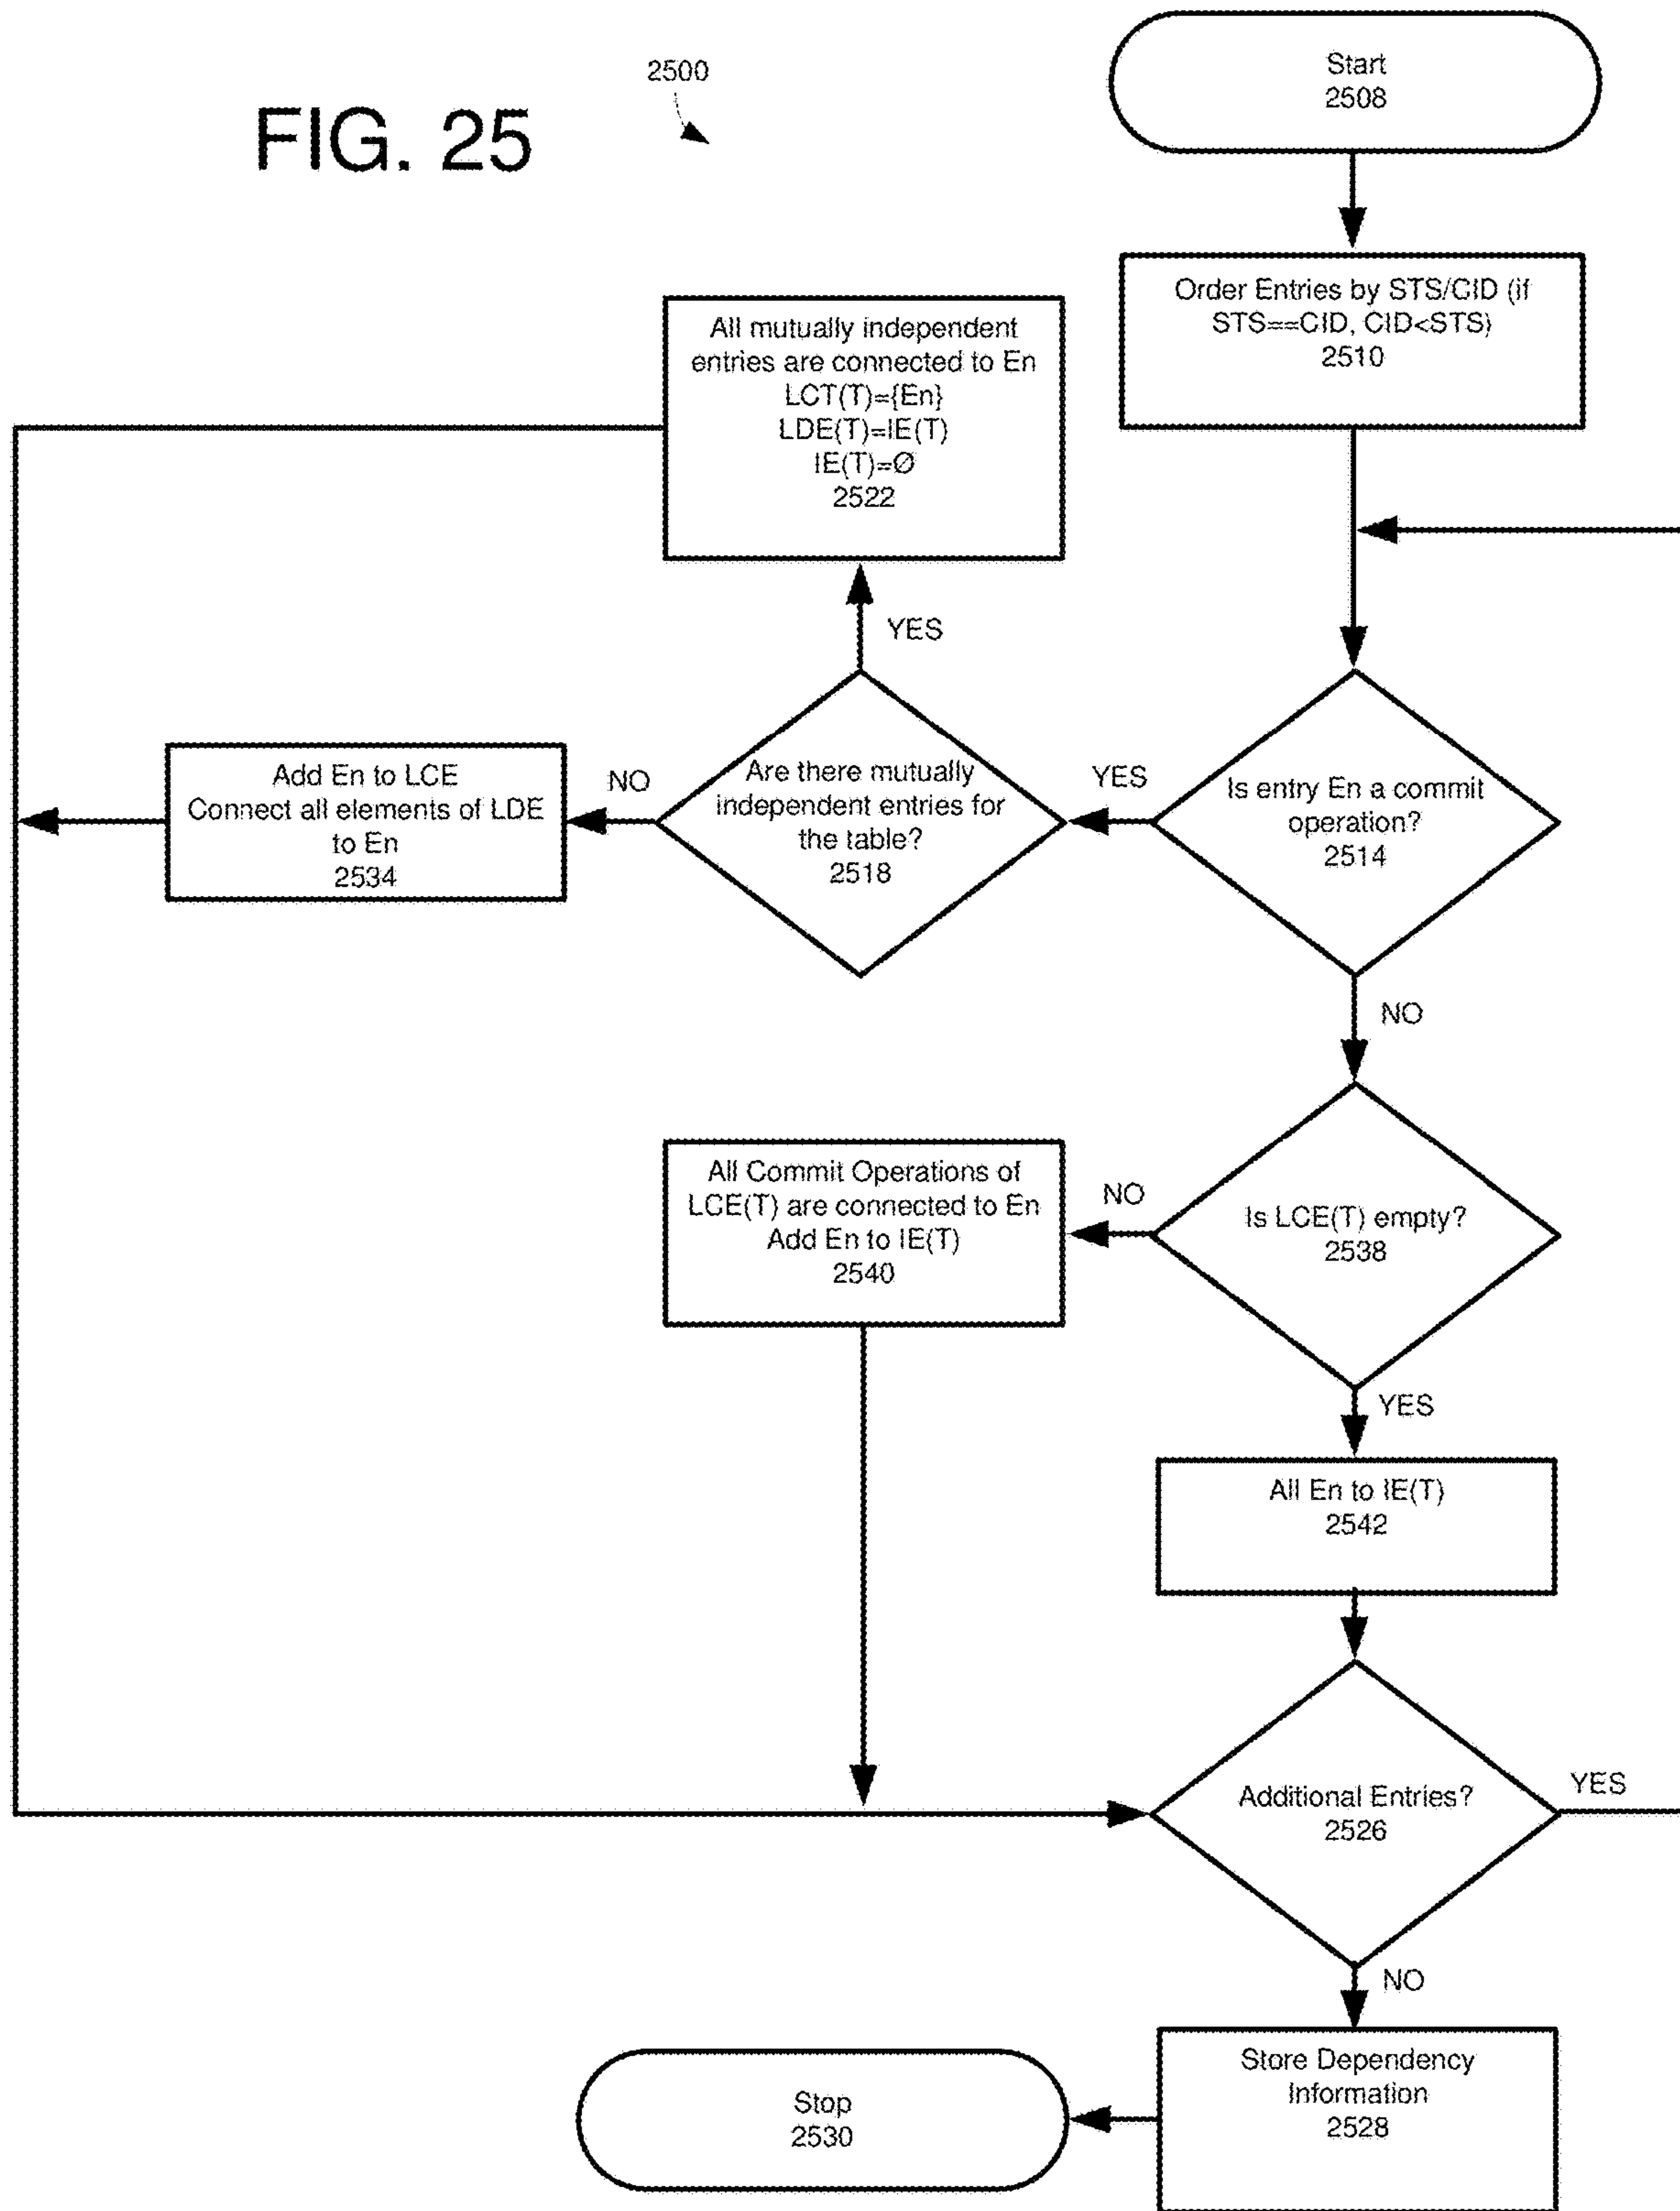 FIG. 25
2500
Start
2508
Order Entries by STS/CID (if
STS==CID, CID<STS)
2510
All mutually independent
entries are connected to En
LCT(T)={En}
LDE(T)=IE(T)
IE(T)=Ø
2522
YES
Add En to LCE
Connect all elements of LDE
to En
2534
NO
Are there mutually
independent entries for
the table?
2518
YES
Is entry En a commit
operation?
2514
NO
All Commit Operations of
LCE(T) are connected to En
Add En to IE(T)
2540
NO
Is LCE(T) empty?
2538
YES
All En to IE(T)
2542
Additional Entries?
2526
YES
NO
Store Dependency
Information
2528
Stop
2530